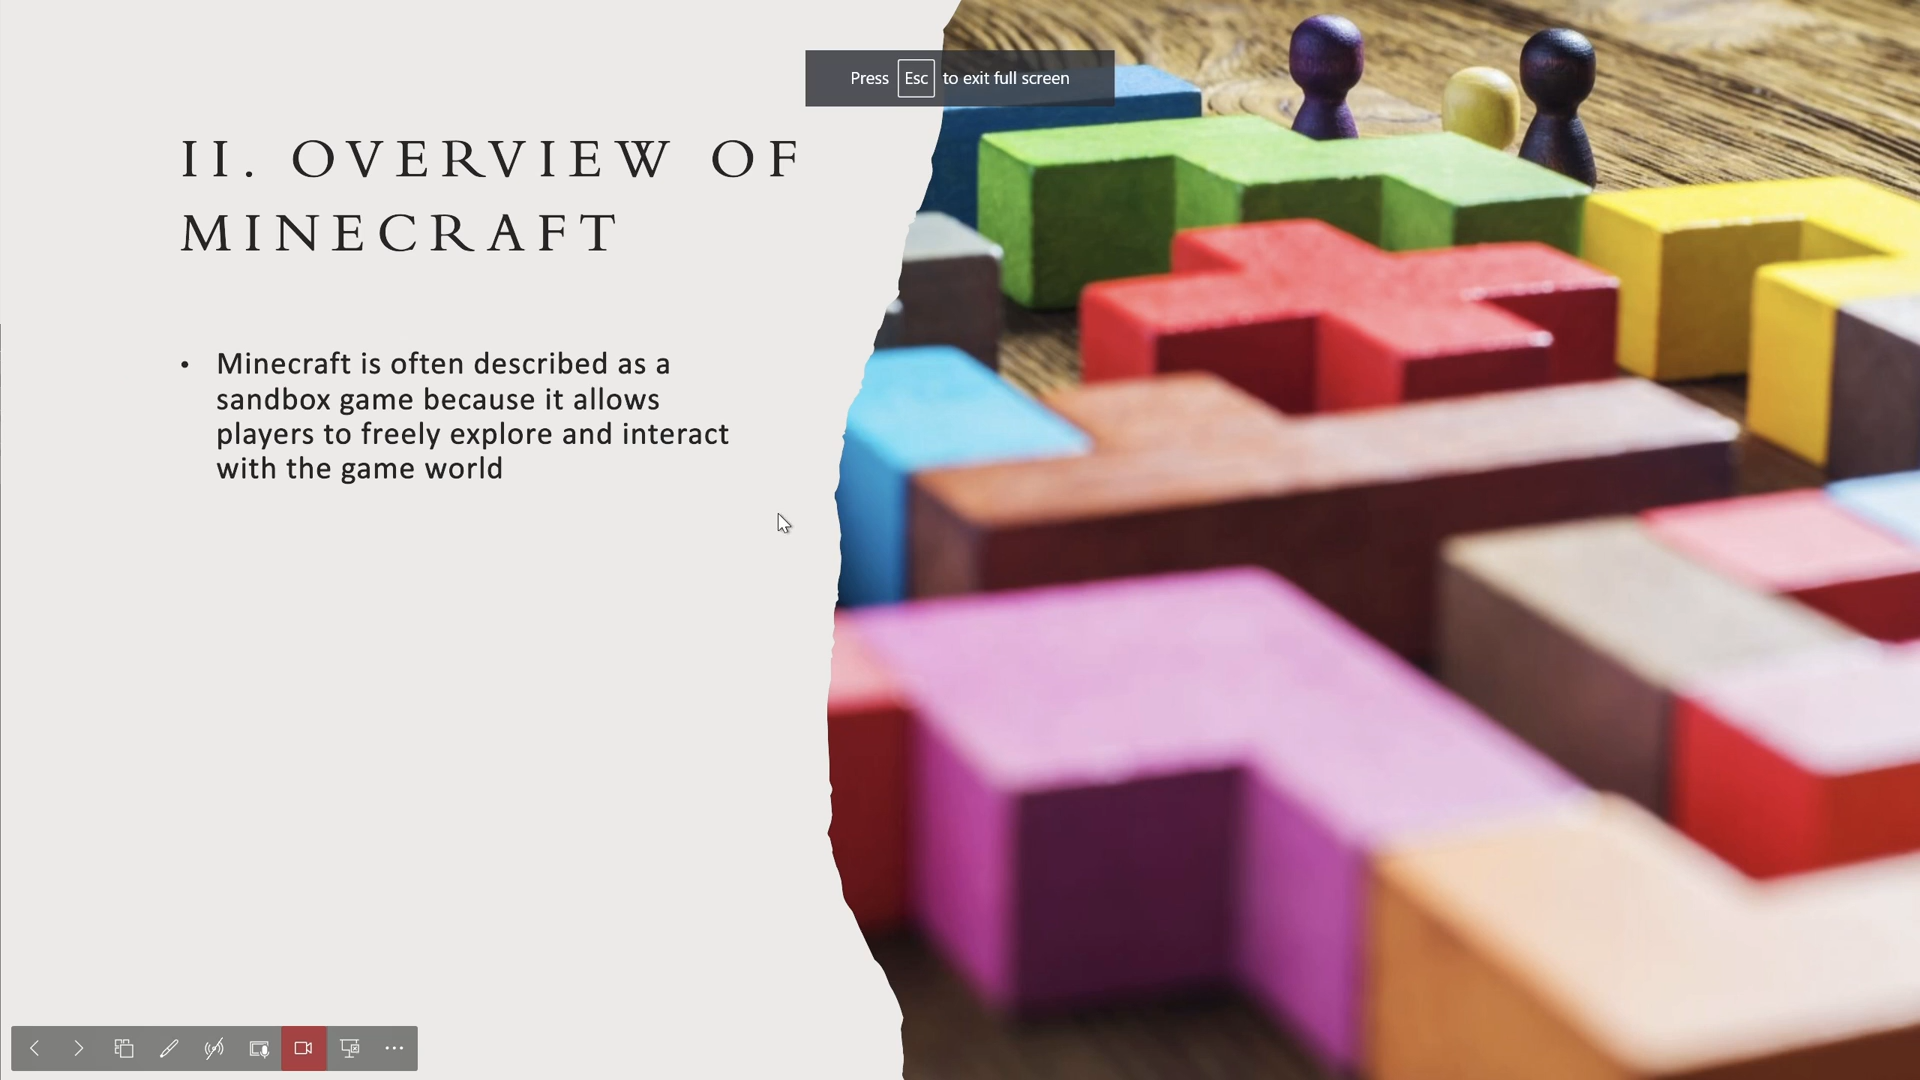 Press Esc to exit full screen
II. OVERVIEW OF
MINECRAFT
• Minecraft is often described as a
sandbox game because it allows
players to freely explore and interact
with the game world